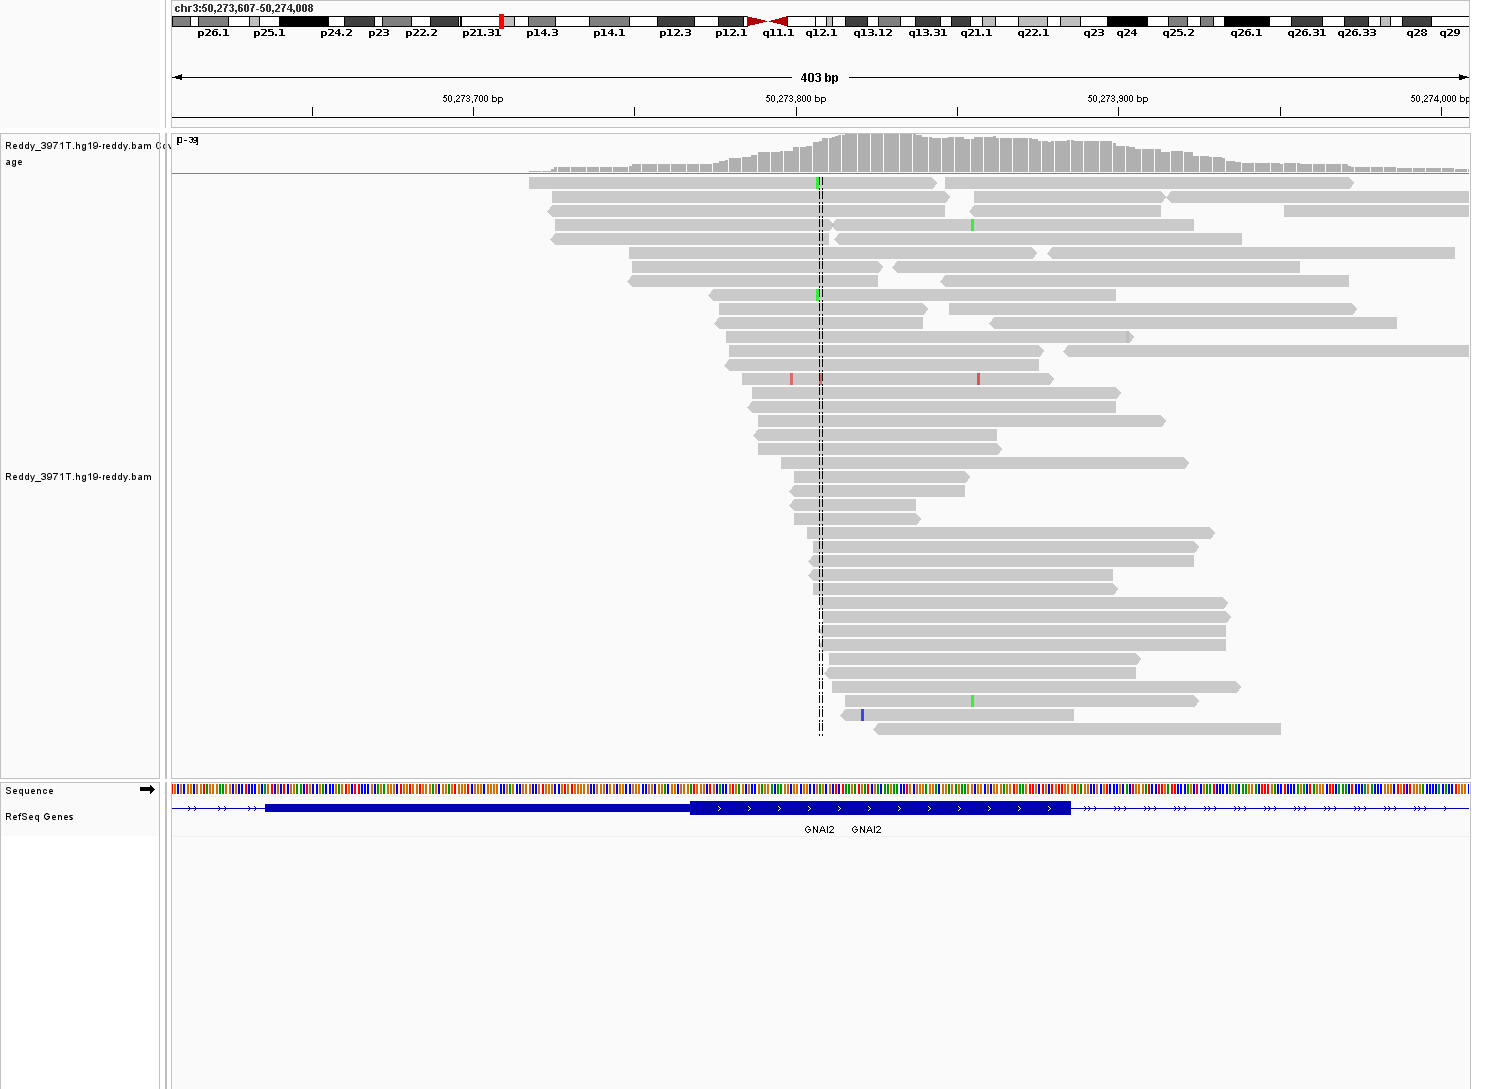 chr3:50,273,607-50,274,008
p26.1 p25.1 p24.2 p23 p22.2 p21.31 p14.3 p14.1 p12.3 p12.1 q11.1 q12.1 q13.12 q13.31 q21.1 q22.1 q23 q24 q25.2 q26.1 q26.31 q26.33 q28 q29
403 bp
50,273,700 bp 50,273,800 bp 50,273,900 bp 50,274,000 bp
[0-39]
Reddy_3971T.hg19-reddy.bam Cov
age
Reddy_3971T.hg19-reddy.bam
Sequence
RefSeq Genes
GNAI2 GNAI2